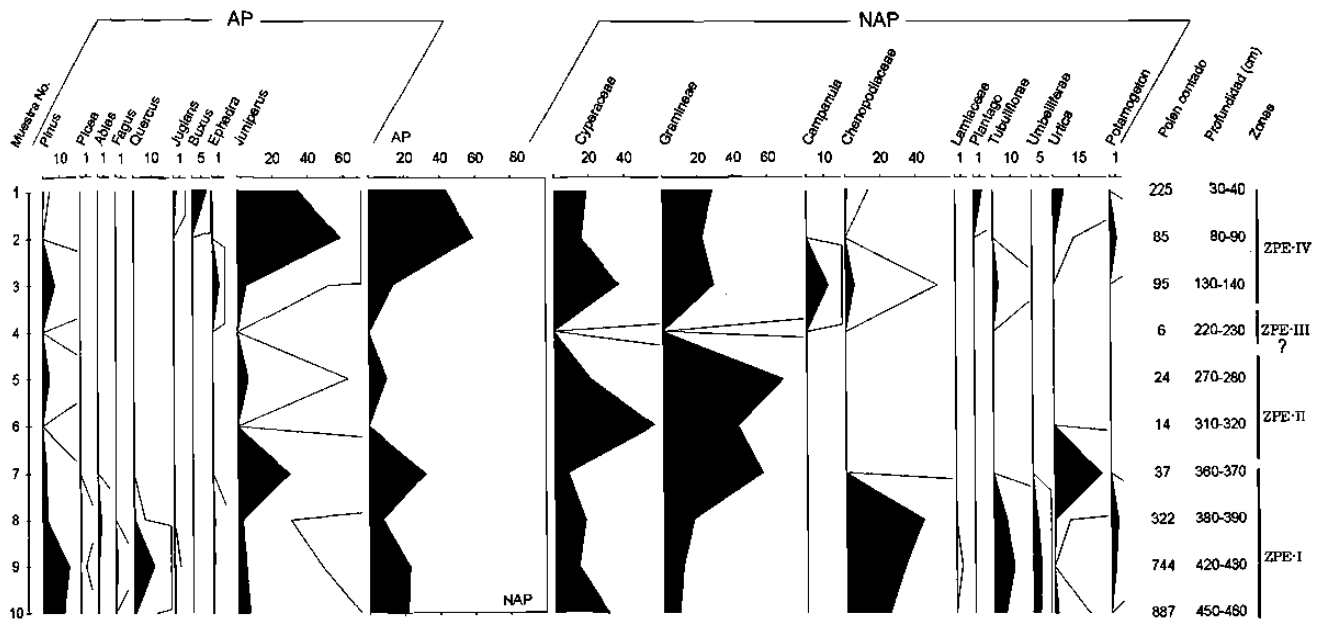 AP NAP
Muestra No. Pinus Picea Abies Fagus Quercus Juglans Buxus Ephedra Juniperus AP Cyperaceae Gramineae Campanula Chenopodiaceae Lamiaceae Plantago Tubuliflorae Umbelliferae Urtica Potamogeton Polen contado Profundidad (cm) Zonas
10 1 1 1 10 1 5 1 20 40 60 20 40 60 80 20 40 20 40 60 10 20 40 1 1 10 5 15 1
1 225 30-40
2 85 80-90 ZPE-IV
3 95 130-140
4 6 220-230 ZPE-III
?
5 24 270-280
6 14 310-320 ZPE-II
7 37 360-370
8 322 380-390
9 744 420-430 ZPE-I
10 NAP 887 450-460